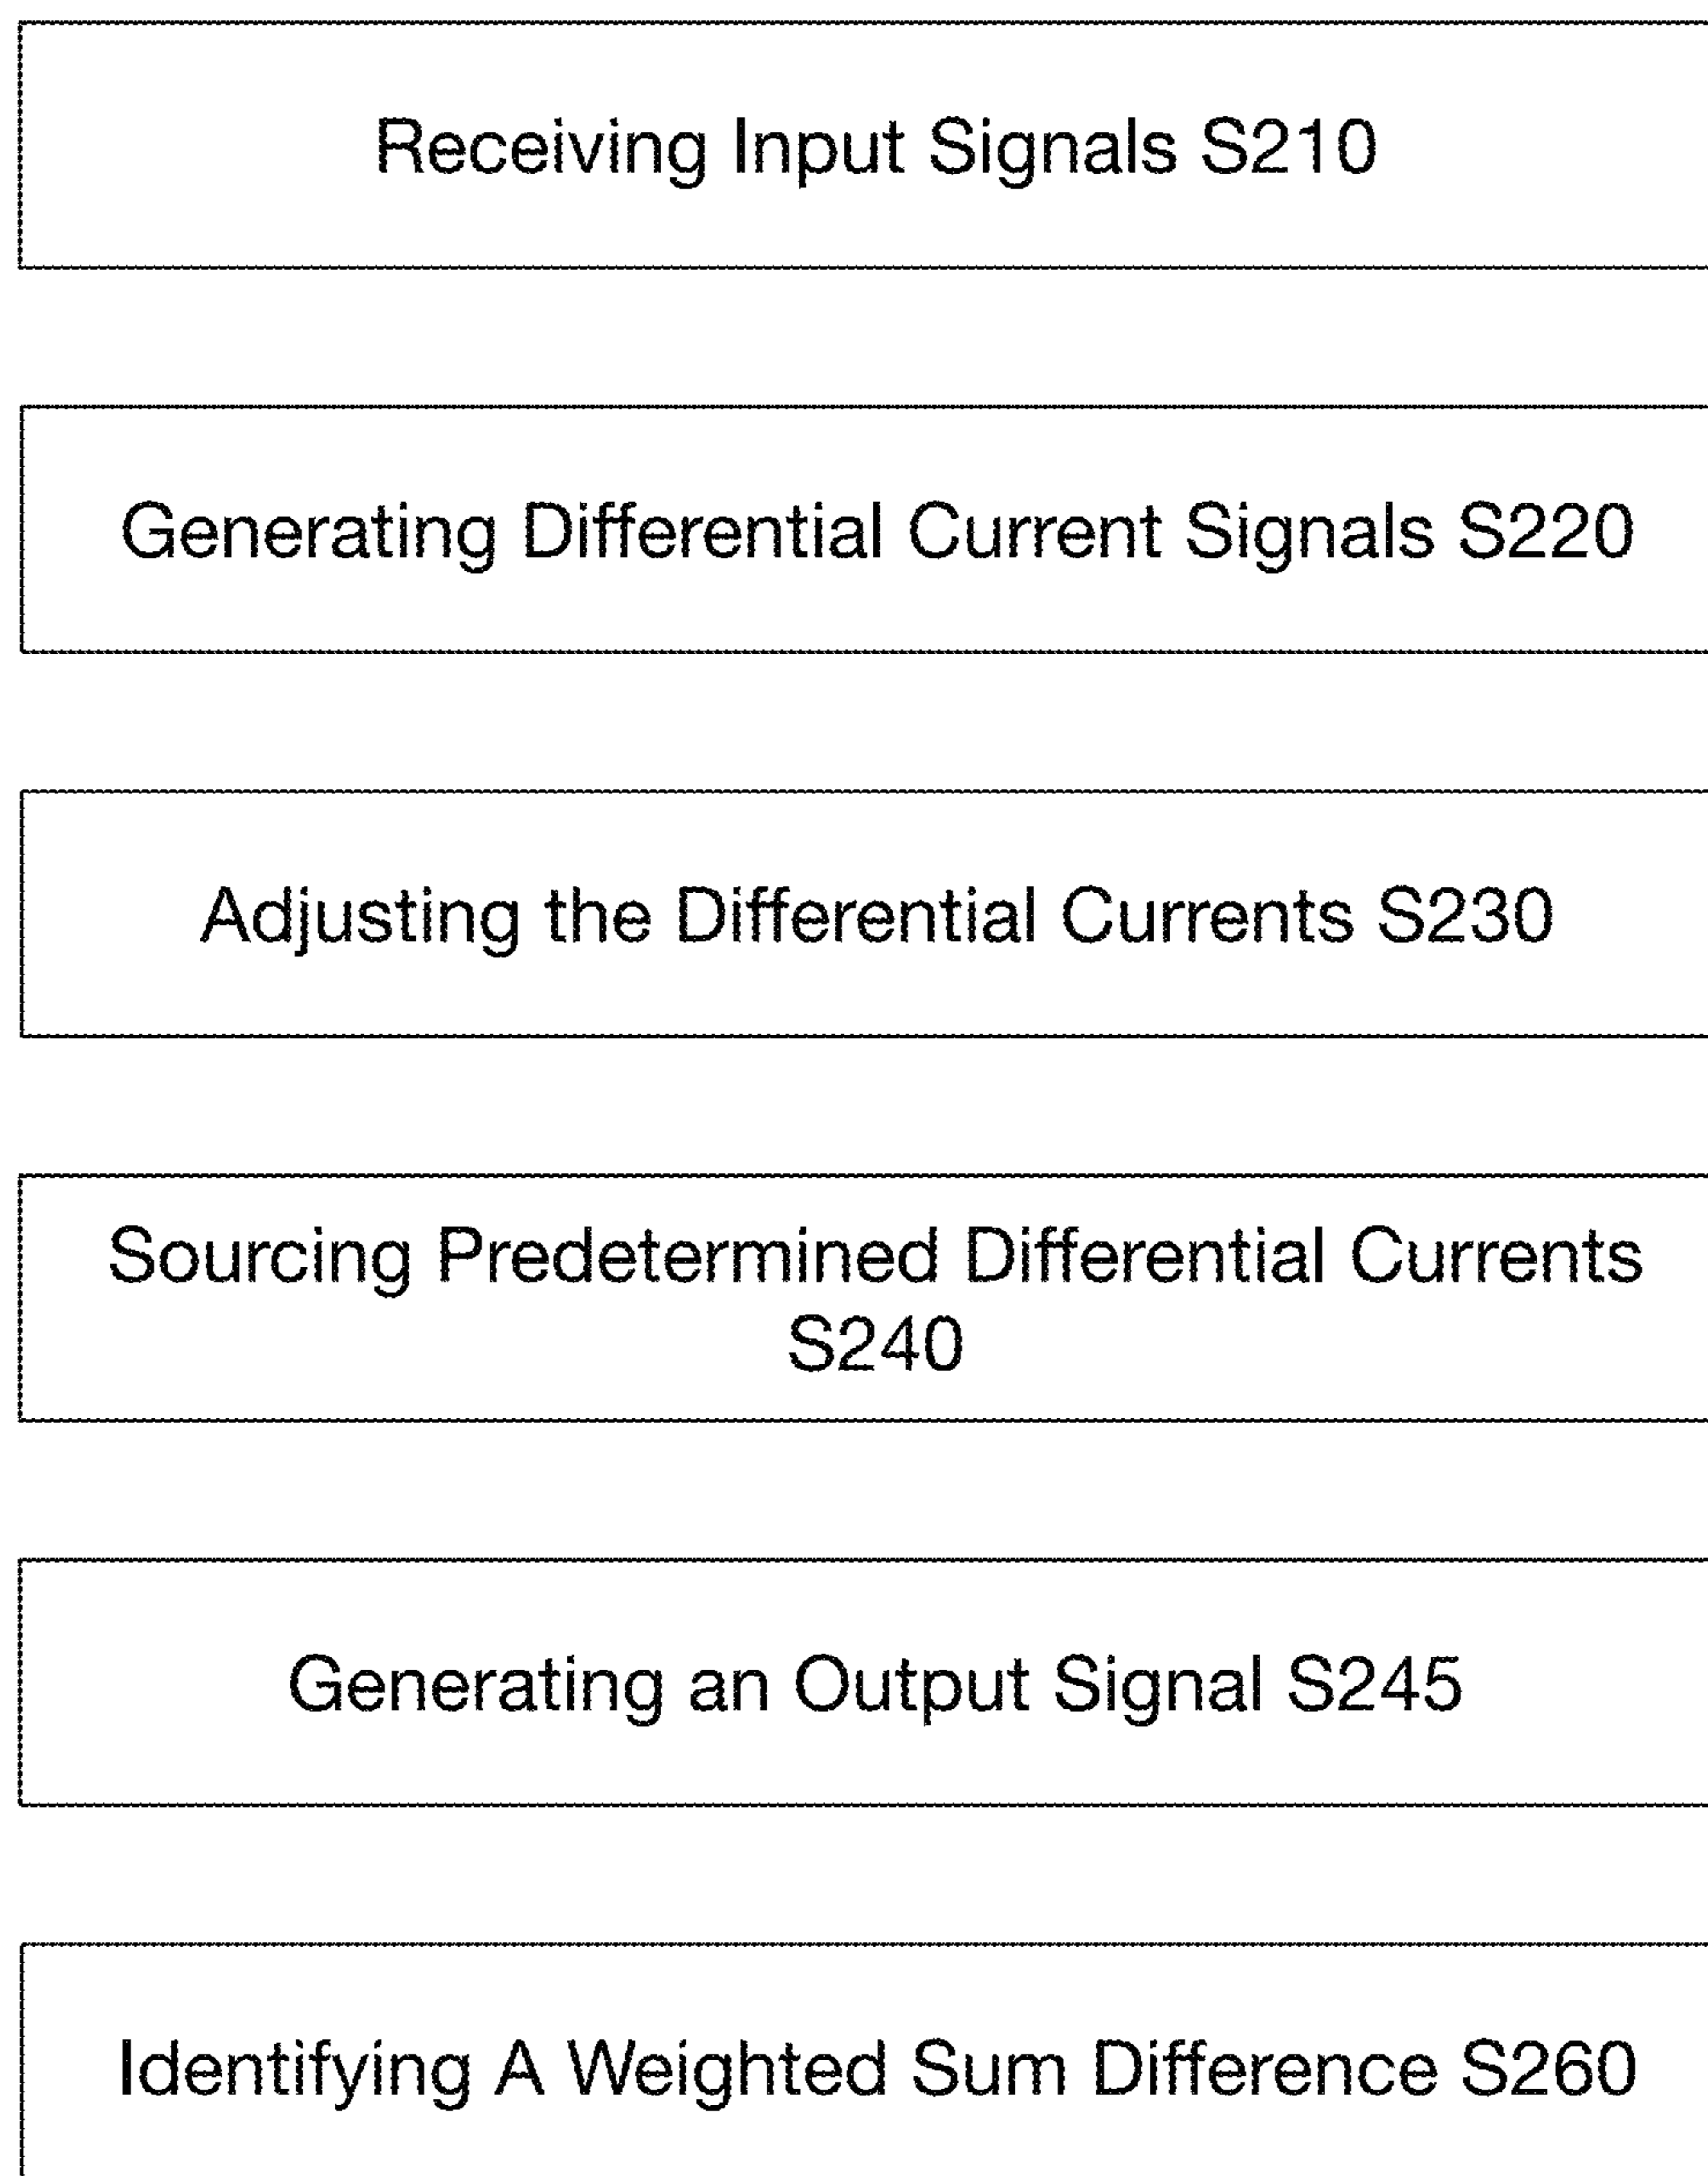 Receiving Input Signals S210
Generating Differential Current Signals S220
Adjusting the Differential Currents S230
Sourcing Predetermined Differential Currents
S240
Generating an Output Signal S245
Identifying A Weighted Sum Difference S260